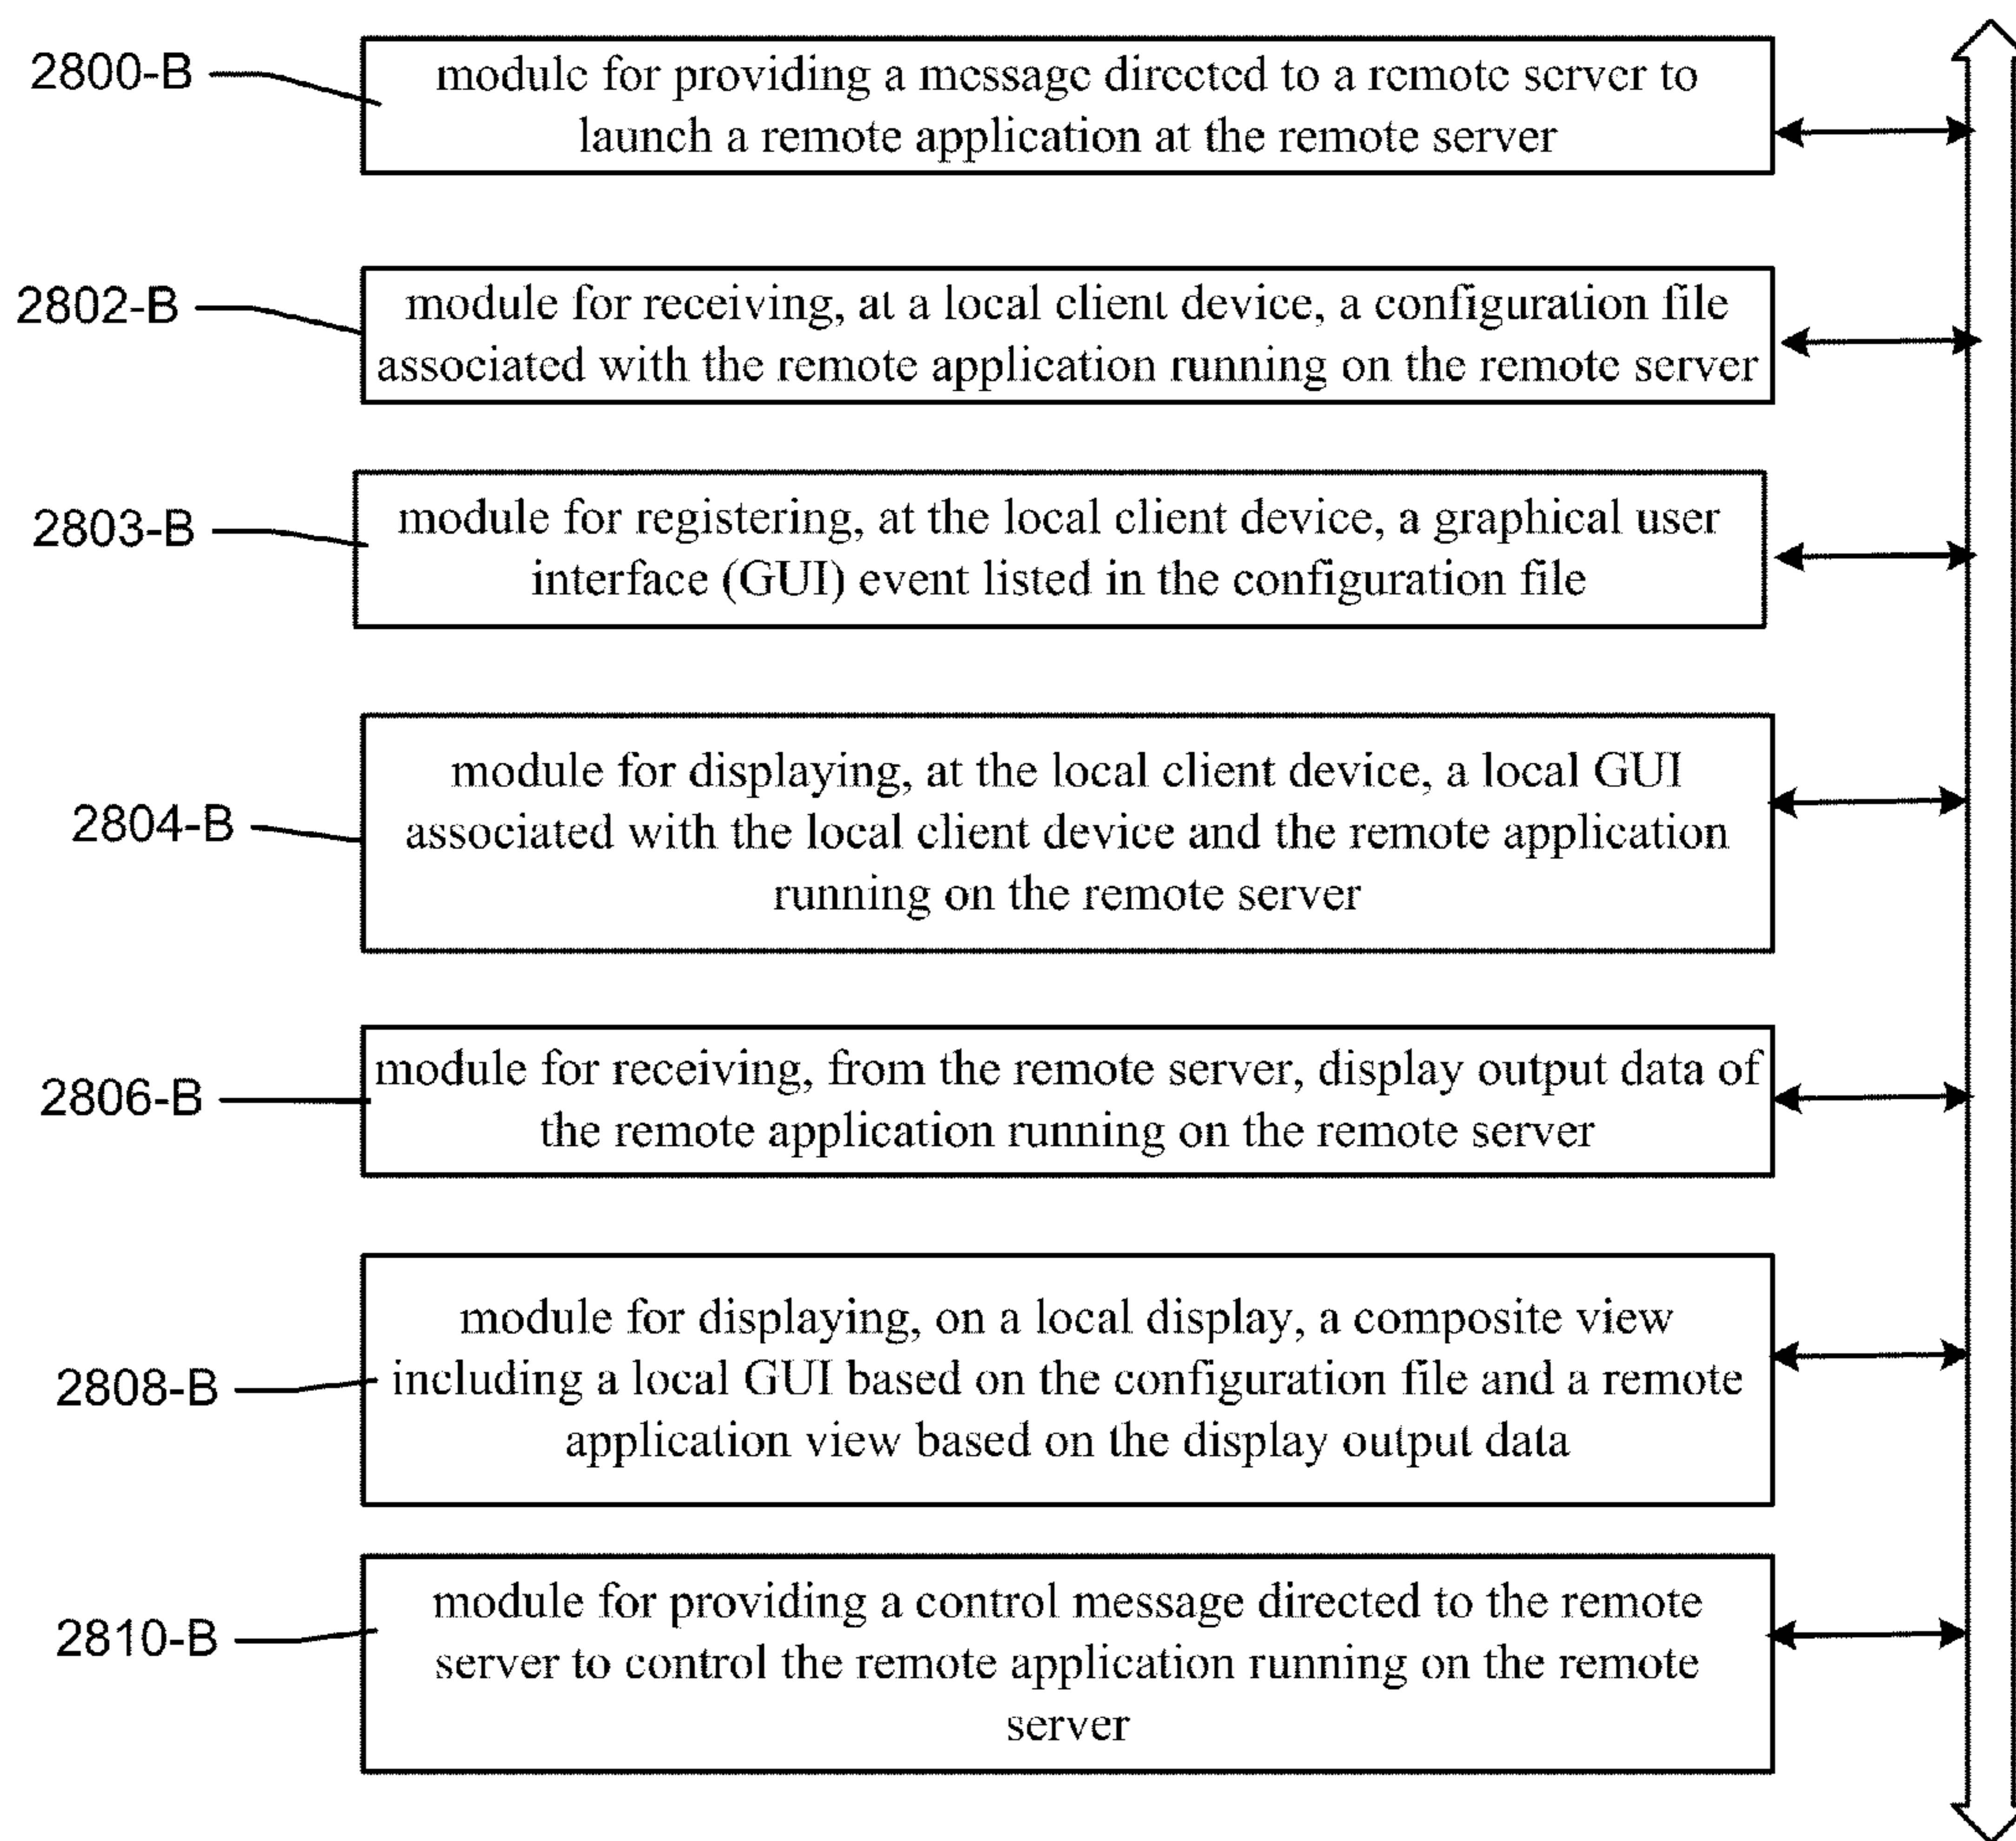 2800-B
module for providing a message directed to a remote server to
launch a remote application at the remote server
2802-B
module for receiving, at a local client device, a configuration file
associated with the remote application running on the remote server
2803-B
module for registering, at the local client device, a graphical user
interface (GUI) event listed in the configuration file
2804-B
module for displaying, at the local client device, a local GUI
associated with the local client device and the remote application
running on the remote server
2806-B
module for receiving, from the remote server, display output data of
the remote application running on the remote server
2808-B
module for displaying, on a local display, a composite view
including a local GUI based on the configuration file and a remote
application view based on the display output data
2810-B
module for providing a control message directed to the remote
server to control the remote application running on the remote
server